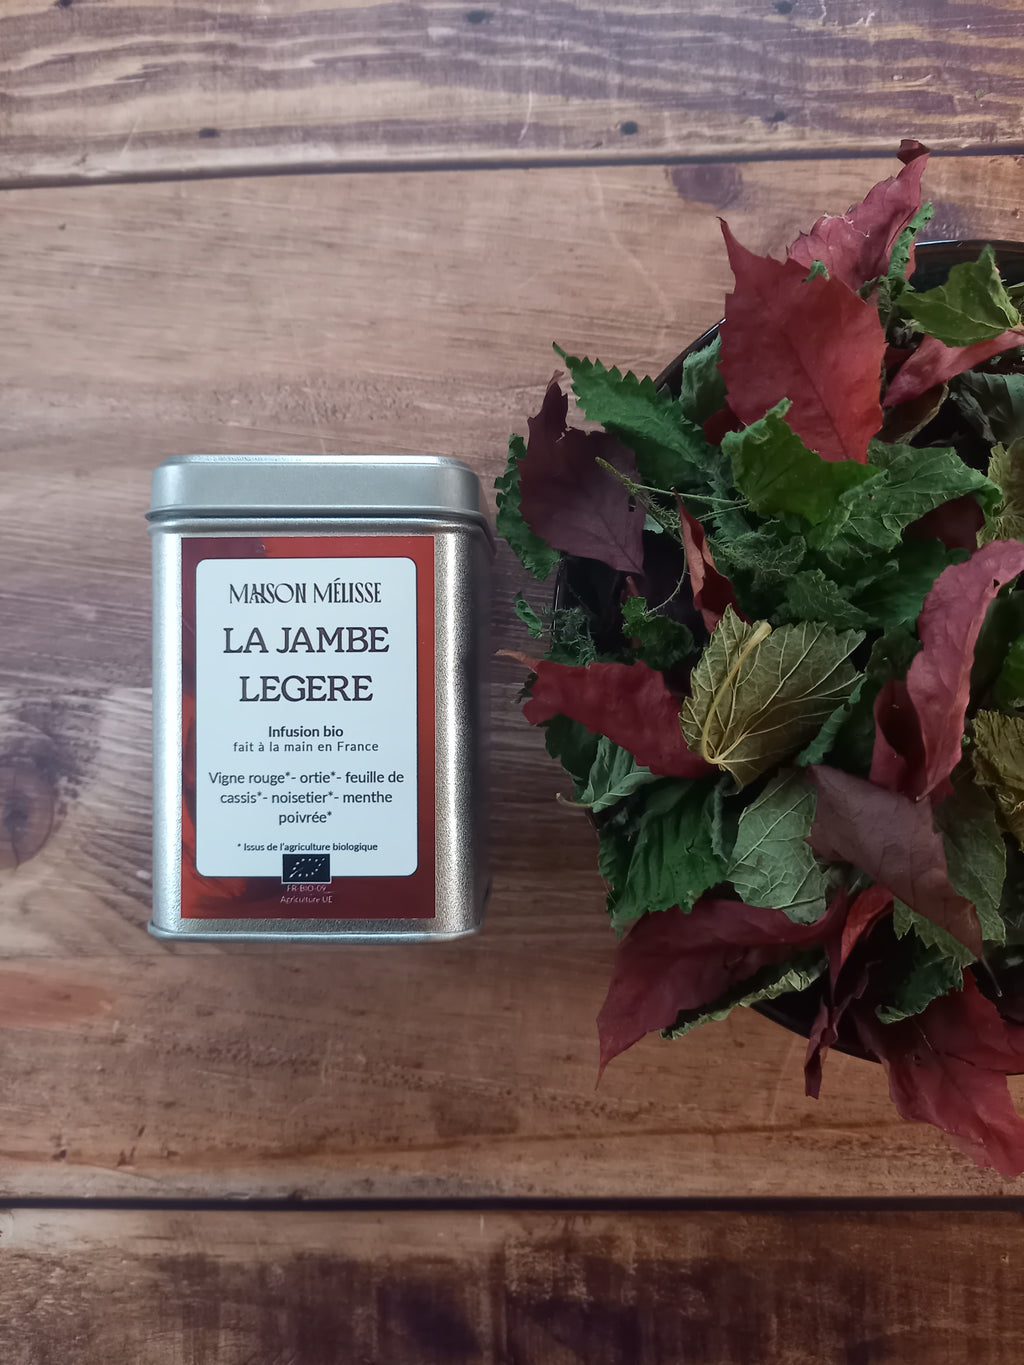 MAISON MÉLISSE
LA JAMBE
LEGERE
Infusion bio
fait à la main en France
Vigne rouge*- ortie*- feuille de
cassis*- noisetier*- menthe
poivrée*
* Issus de l'agriculture biologique
FR-BIO-09
Agriculture UE